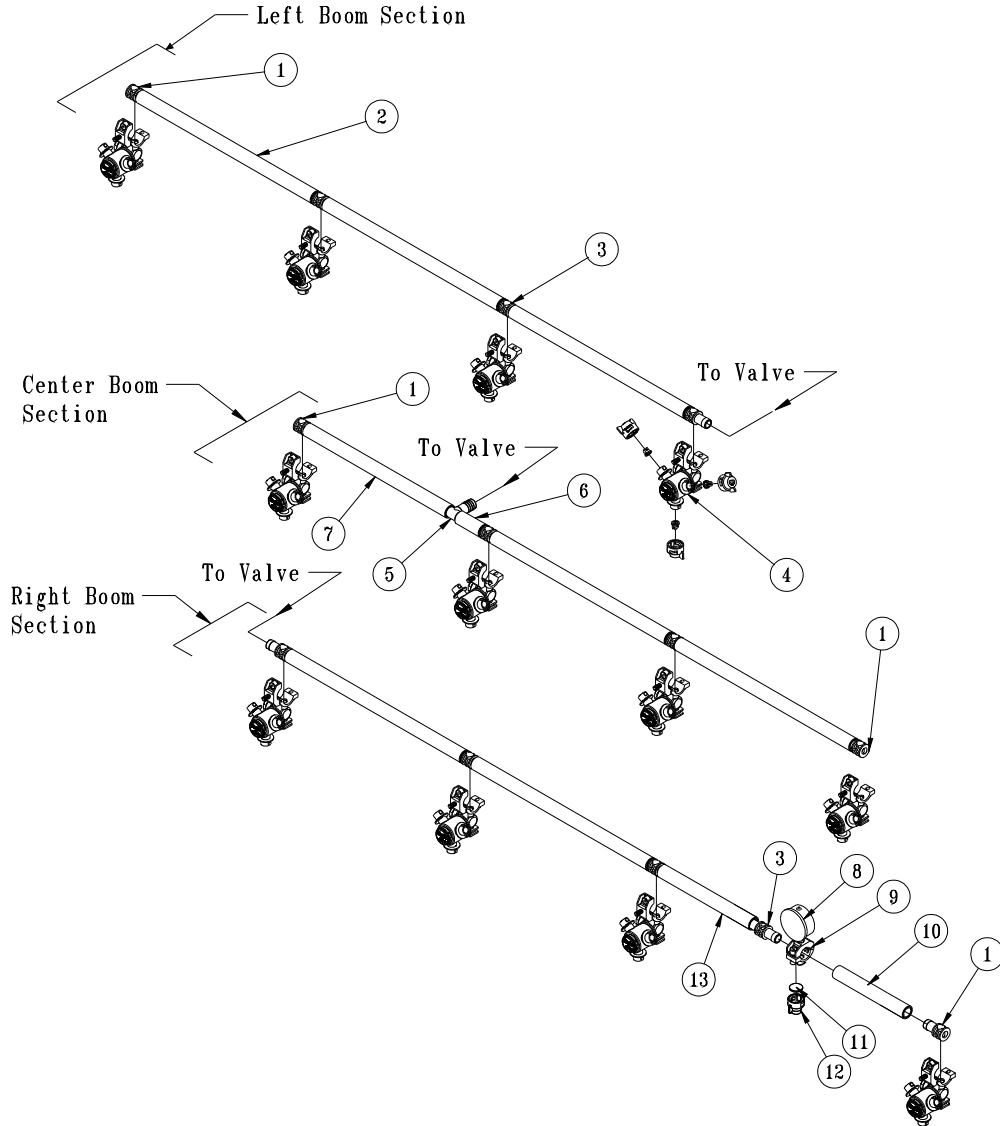 Left Boom Section
1
2
3
To Valve
Center Boom
Section
1
To Valve
6
7
5
4
To Valve
Right Boom
Section
1
3
8
9
10
1
13
11
12